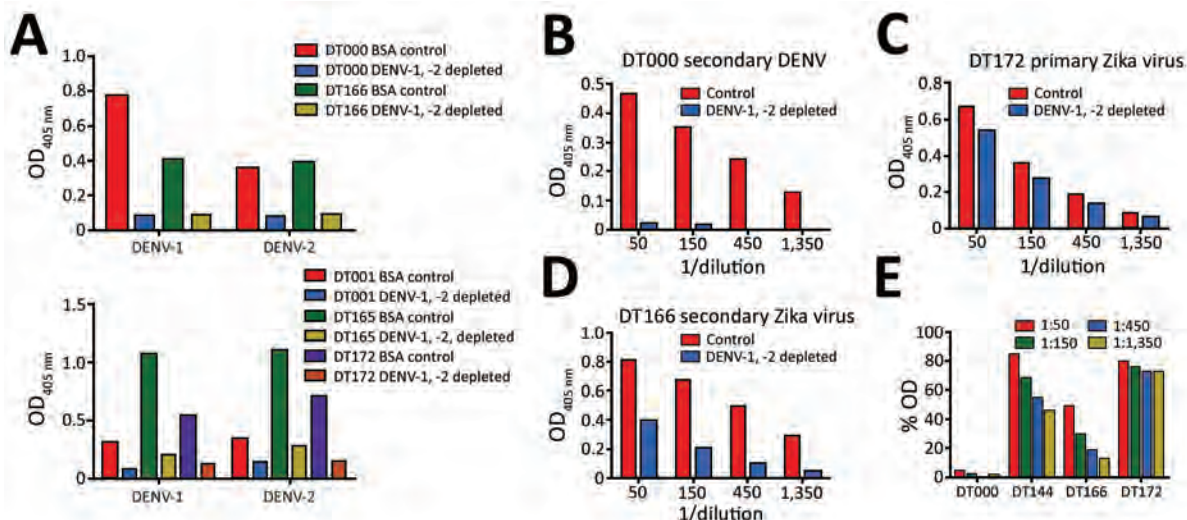 A
1.0
0.8
0.6
0.4
0.2
0
OD405 nm
DT000 BSA control
DT000 DENV-1, -2 depleted
DT166 BSA control
DT166 DENV-1, -2 depleted
DENV-1
DENV-2
1.5
1.0
0.5
0
OD405 nm
DT001 BSA control
DT001 DENV-1, -2 depleted
DT165 BSA control
DT165 DENV-1, -2, depleted
DT172 BSA control
DT172 DENV-1, -2 depleted
DENV-1
DENV-2
B
DT000 secondary DENV
Control
DENV-1, -2 depleted
0.5
0.4
0.3
0.2
0.1
0
OD405 nm
50 150 450 1,350
1/dilution
C
DT172 primary Zika virus
Control
DENV-1, -2 depleted
0.8
0.6
0.4
0.2
0
OD405 nm
50 150 450 1,350
1/dilution
D
DT166 secondary Zika virus
Control
DENV-1, -2 depleted
1.0
0.8
0.6
0.4
0.2
0
OD405 nm
50 150 450 1,350
1/dilution
E
1:50 1:450
1:150 1:1,350
100
80
60
40
20
0
% OD
DT000 DT144 DT166 DT172